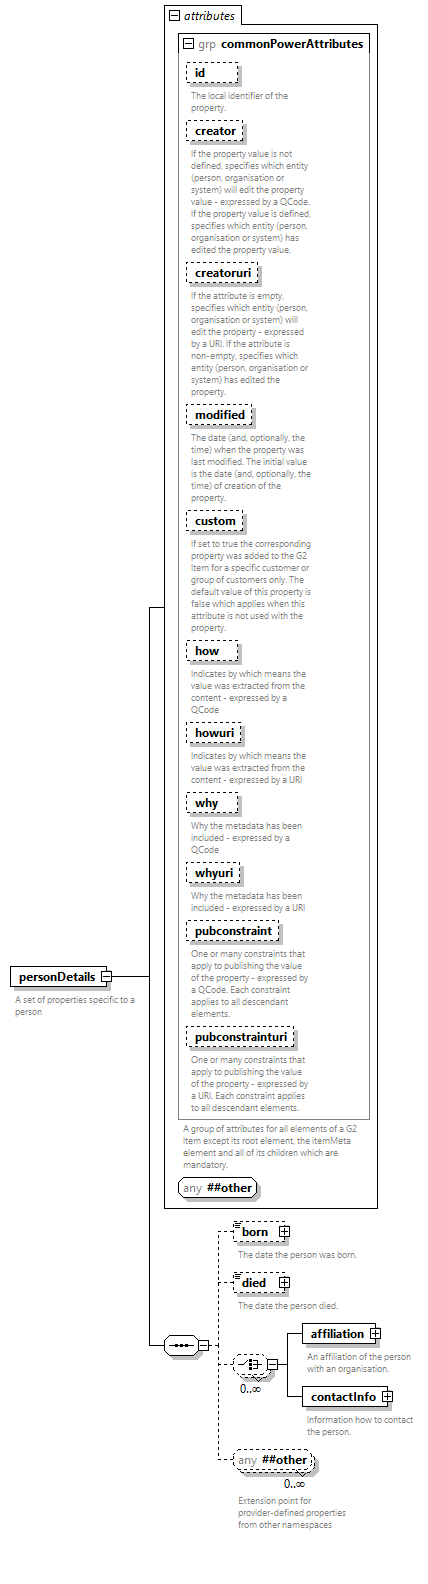 attributes
grp commonPowerAttributes
id
The local identifier of the
property.
creator
If the property value is not
defined, specifies which entity
(person, organisation or
system) will edit the property
value - expressed by a QCode.
If the property value is defined,
specifies which entity (person,
organisation or system) has
edited the property value.
creatoruri
If the attribute is empty,
specifies which entity (person,
organisation or system) will
edit the property - expressed
by a URI. If the attribute is
non-empty, specifies which
entity (person, organisation or
system) has edited the
property.
modified
The date (and, optionally, the
time) when the property was
last modified. The initial value
is the date (and, optionally, the
time) of creation of the
property.
custom
If set to true the corresponding
property was added to the G2
Item for a specific customer or
group of customers only. The
default value of this property is
false which applies when this
attribute is not used with the
property.
how
Indicates by which means the
value was extracted from the
content - expressed by a
QCode
howuri
Indicates by which means the
value was extracted from the
content - expressed by a URI
why
Why the metadata has been
included - expressed by a
QCode
whyuri
Why the metadata has been
included - expressed by a URI
pubconstraint
One or many constraints that
apply to publishing the value
of the property - expressed by
a QCode. Each constraint
applies to all descendant
elements.
pubconstrainturi
One or many constraints that
apply to publishing the value
of the property - expressed by
a URI. Each constraint applies
to all descendant elements.
A group of attributes for all elements of a G2
Item except its root element, the itemMeta
element and all of its children which are
mandatory.
any ##other
personDetails
A set of properties specific to a
person
born
The date the person was born.
died
The date the person died.
0..∞
affiliation
An affiliation of the person
with an organisation.
contactInfo
Information how to contact
the person.
any ##other
0..∞
Extension point for
provider-defined properties
from other namespaces